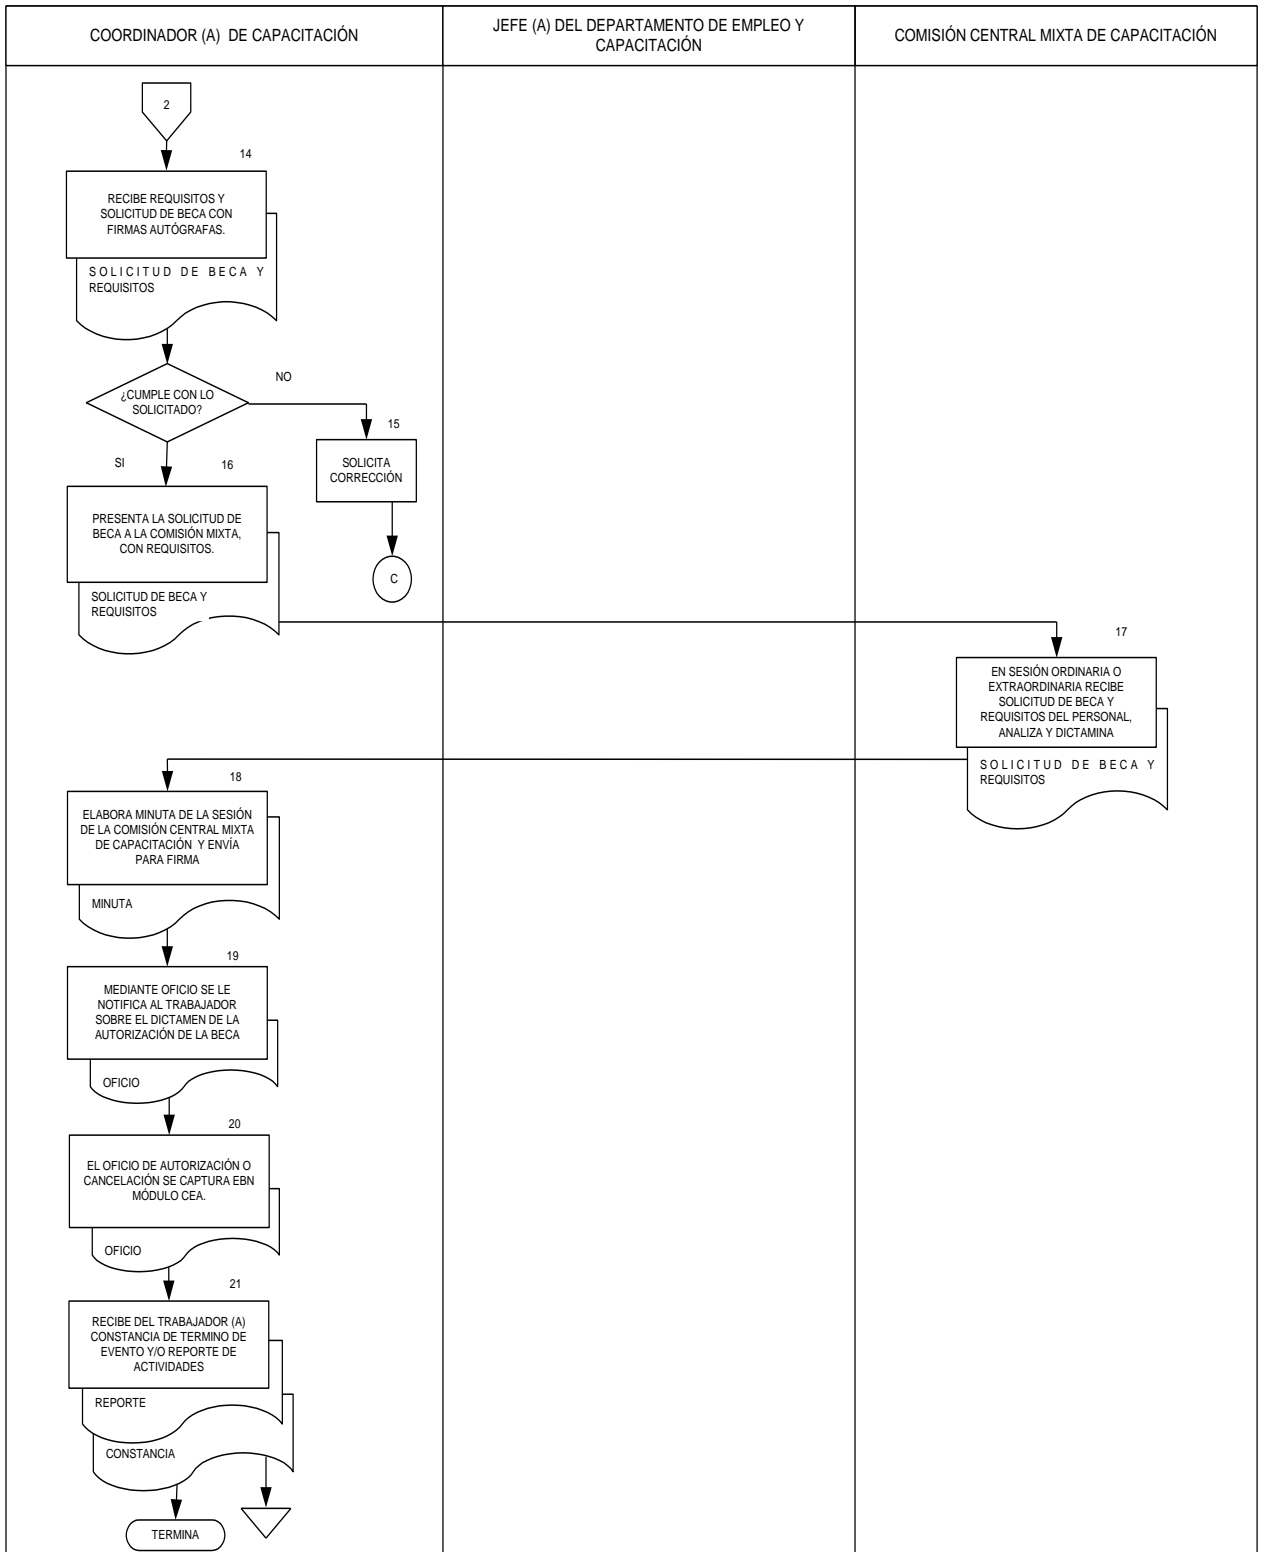 COORDINADOR (A) DE CAPACITACIÓN
JEFE (A) DEL DEPARTAMENTO DE EMPLEO Y
CAPACITACIÓN
COMISIÓN CENTRAL MIXTA DE CAPACITACIÓN
2
14
RECIBE REQUISITOS Y
SOLICITUD DE BECA CON
FIRMAS AUTÓGRAFAS.
SOLICITUD DE BECA Y
REQUISITOS
¿CUMPLE CON LO
SOLICITADO?
NO
15
SOLICITA
CORRECCIÓN
C
SI
16
PRESENTA LA SOLICITUD DE
BECA A LA COMISIÓN MIXTA,
CON REQUISITOS.
SOLICITUD DE BECA Y
REQUISITOS
17
EN SESIÓN ORDINARIA O
EXTRAORDINARIA RECIBE
SOLICITUD DE BECA Y
REQUISITOS DEL PERSONAL,
ANALIZA Y DICTAMINA
SOLICITUD DE BECA Y
REQUISITOS
18
ELABORA MINUTA DE LA SESIÓN
DE LA COMISIÓN CENTRAL MIXTA
DE CAPACITACIÓN Y ENVÍA
PARA FIRMA
MINUTA
19
MEDIANTE OFICIO SE LE
NOTIFICA AL TRABAJADOR
SOBRE EL DICTAMEN DE LA
AUTORIZACIÓN DE LA BECA
OFICIO
20
EL OFICIO DE AUTORIZACIÓN O
CANCELACIÓN SE CAPTURA EBN
MÓDULO CEA.
OFICIO
21
RECIBE DEL TRABAJADOR (A)
CONSTANCIA DE TERMINO DE
EVENTO Y/O REPORTE DE
ACTIVIDADES
REPORTE
CONSTANCIA
TERMINA